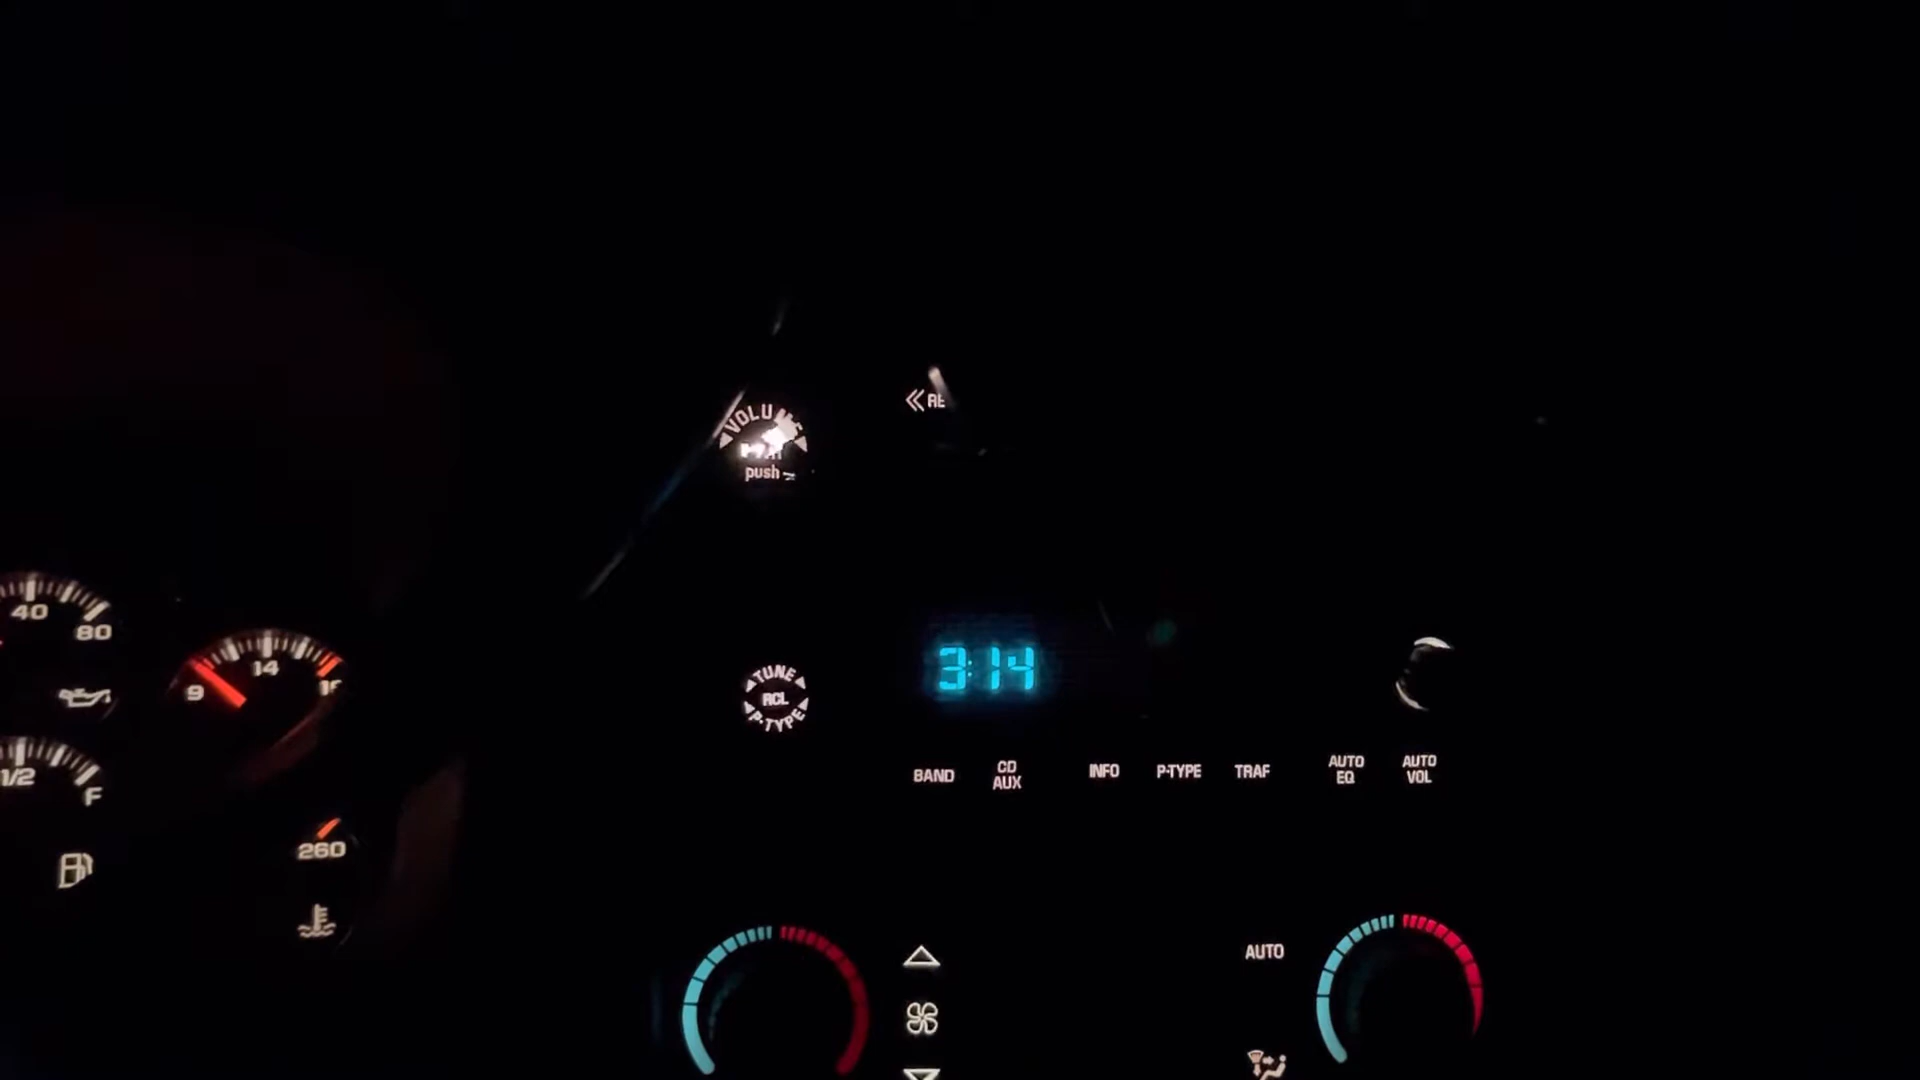 VOLUME
push
40
80
14
9
TUNE
RCL
P-TYPE
3:14
BAND
CD
AUX
INFO
P-TYPE
TRAF
AUTO
EQ
AUTO
VOL
1/2
F
260
AUTO